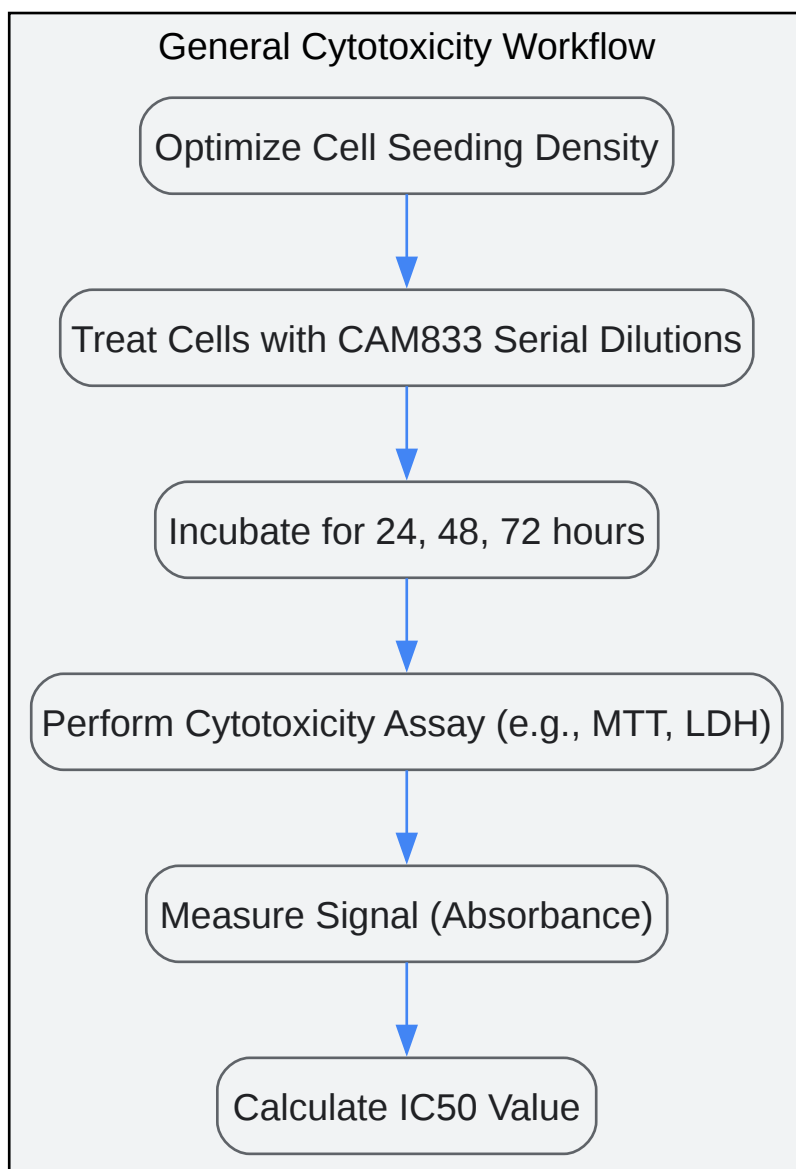 General Cytotoxicity Workflow
Optimize Cell Seeding Density
Treat Cells with CAM833 Serial Dilutions
Incubate for 24, 48, 72 hours
Perform Cytotoxicity Assay (e.g., MTT, LDH)
Measure Signal (Absorbance)
Calculate IC50 Value